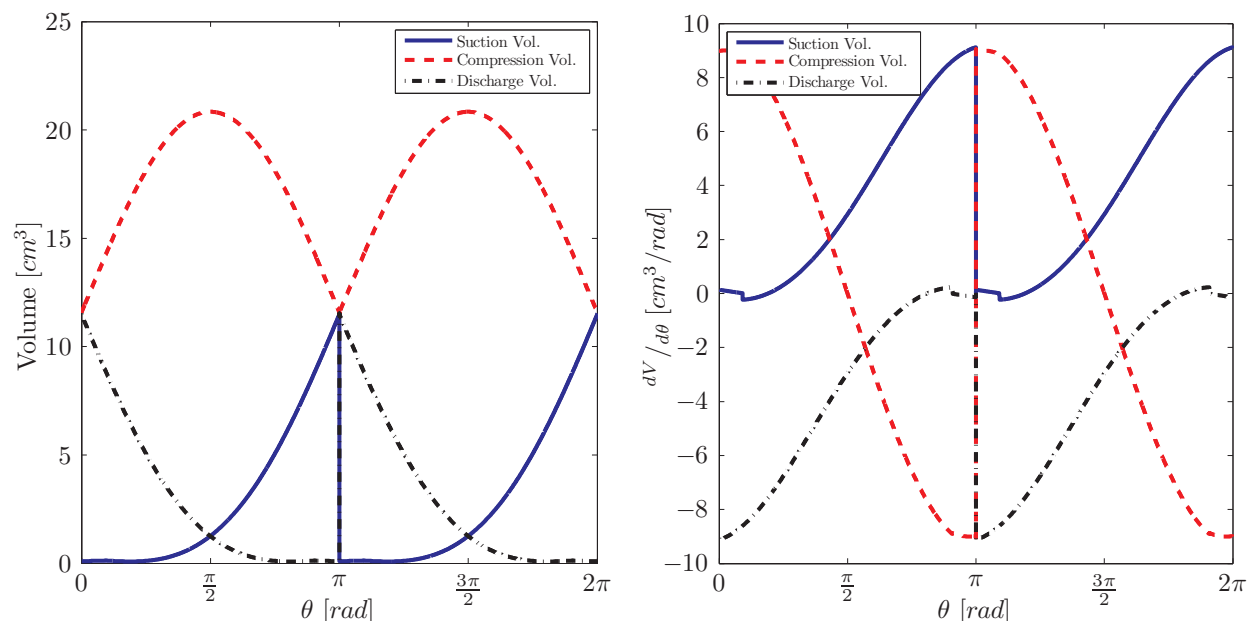 25
20
15
10
5
0
Volume [cm³]
Suction Vol.
Compression Vol.
Discharge Vol.
0
π/2
π
3π/2
2π
θ [rad]
10
8
6
4
2
0
−2
−4
−6
−8
−10
dV/dθ [cm³/rad]
Suction Vol.
Compression Vol.
Discharge Vol.
0
π/2
π
3π/2
2π
θ [rad]